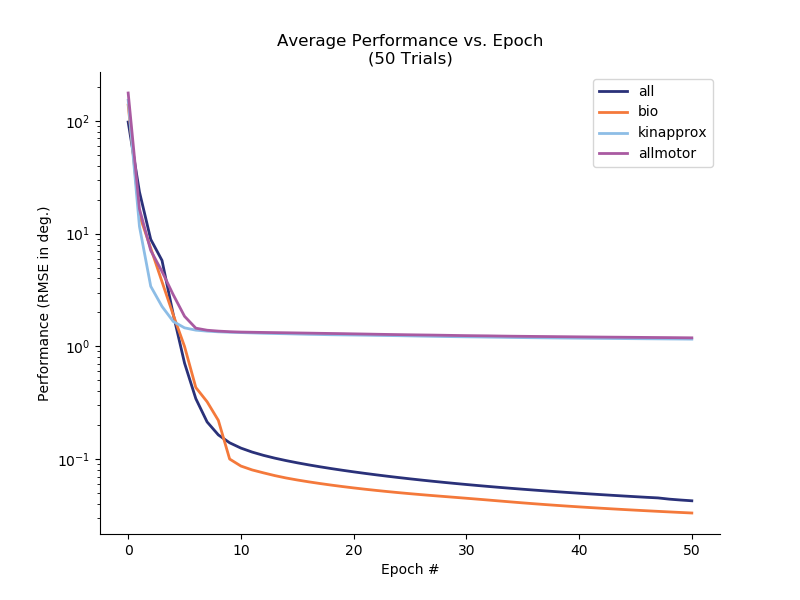 Average Performance vs. Epoch
(50 Trials)
all
bio
kinapprox
allmotor
Performance (RMSE in deg.)
10²
10¹
10⁰
10⁻¹
0 10 20 30 40 50
Epoch #